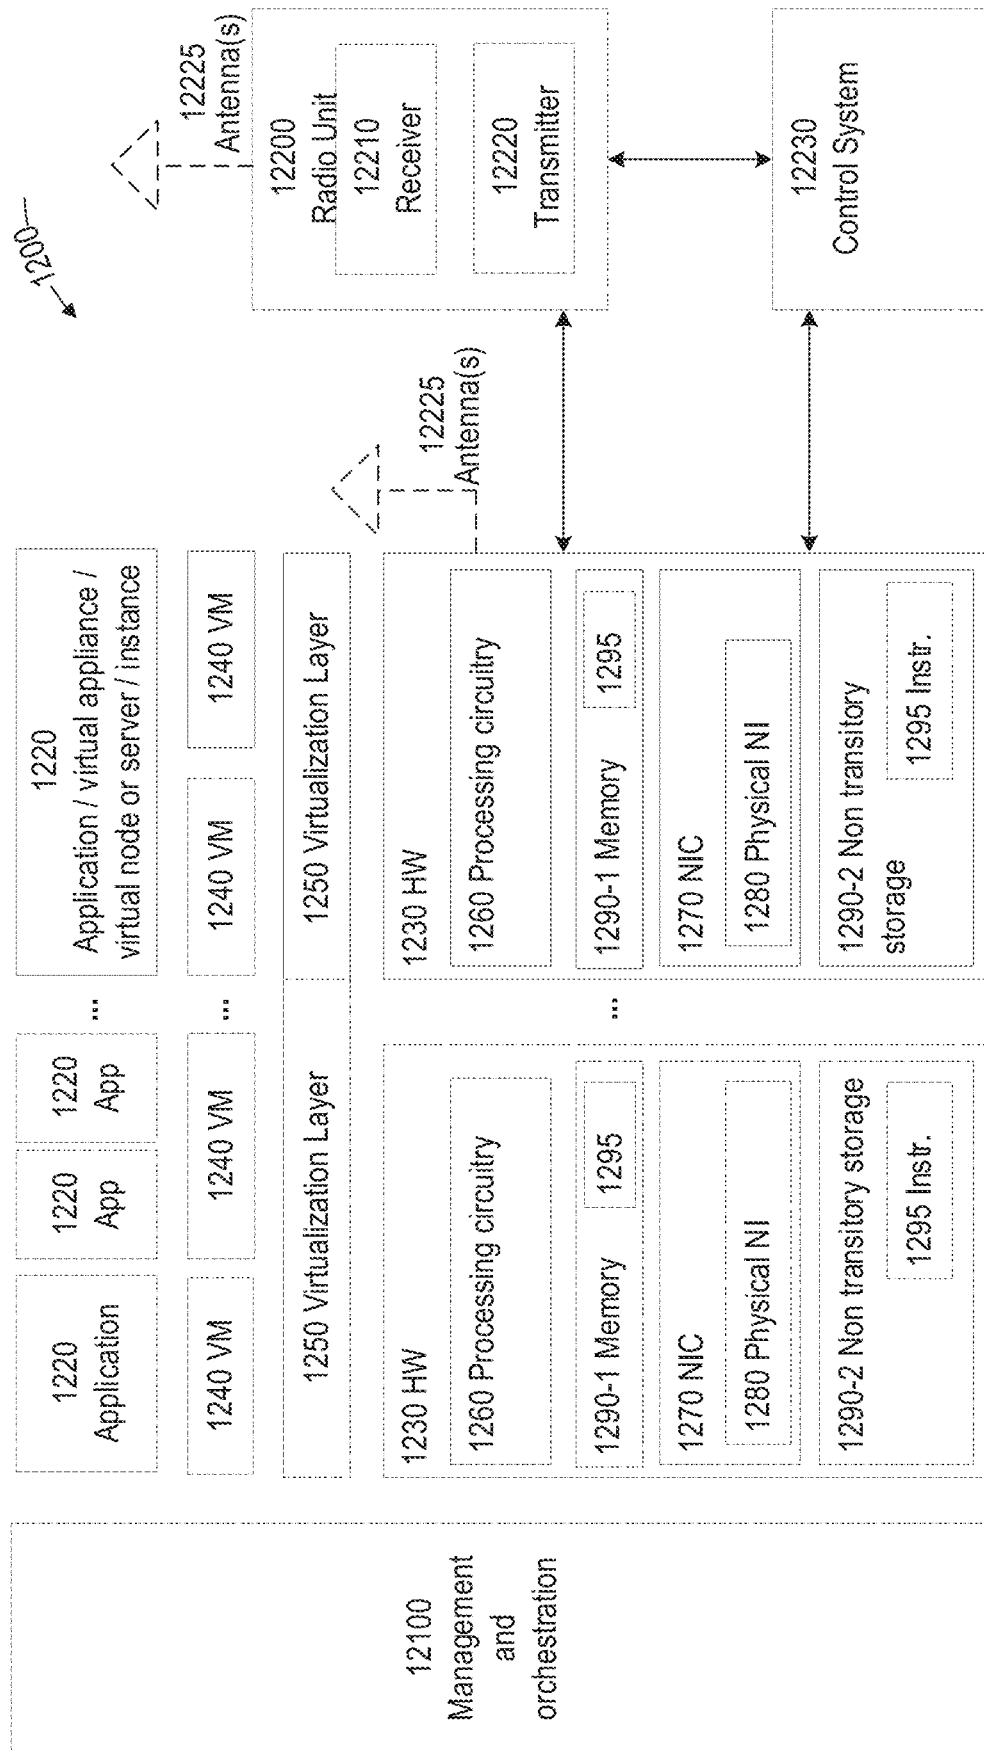 12100
Management
and
orchestration
1220
Application
1220
App
1220
App
...
1220
Application / virtual appliance /
virtual node or server / instance
1240 VM
1240 VM
...
1240 VM
1240 VM
1250 Virtualization Layer
1250 Virtualization Layer
1230 HW
1260 Processing circuitry
1290-1 Memory
1295
1270 NIC
1280 Physical NI
1290-2 Non transitory storage
1295 Instr.
...
1230 HW
1260 Processing circuitry
1290-1 Memory
1295
1270 NIC
1280 Physical NI
1290-2 Non transitory
storage
1295 Instr.
12225
Antenna(s)
1200
12225
Antenna(s)
12200
Radio Unit
12210
Receiver
12220
Transmitter
12230
Control System